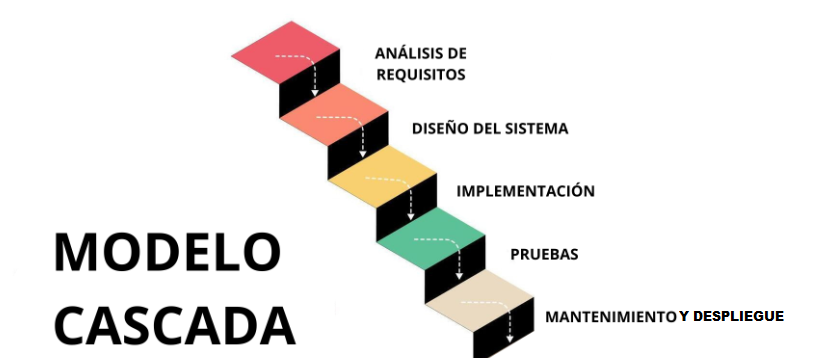 ANÁLISIS DE
REQUISITOS
DISEÑO DEL SISTEMA
IMPLEMENTACIÓN
PRUEBAS
MANTENIMIENTO Y DESPLIEGUE
MODELO
CASCADA